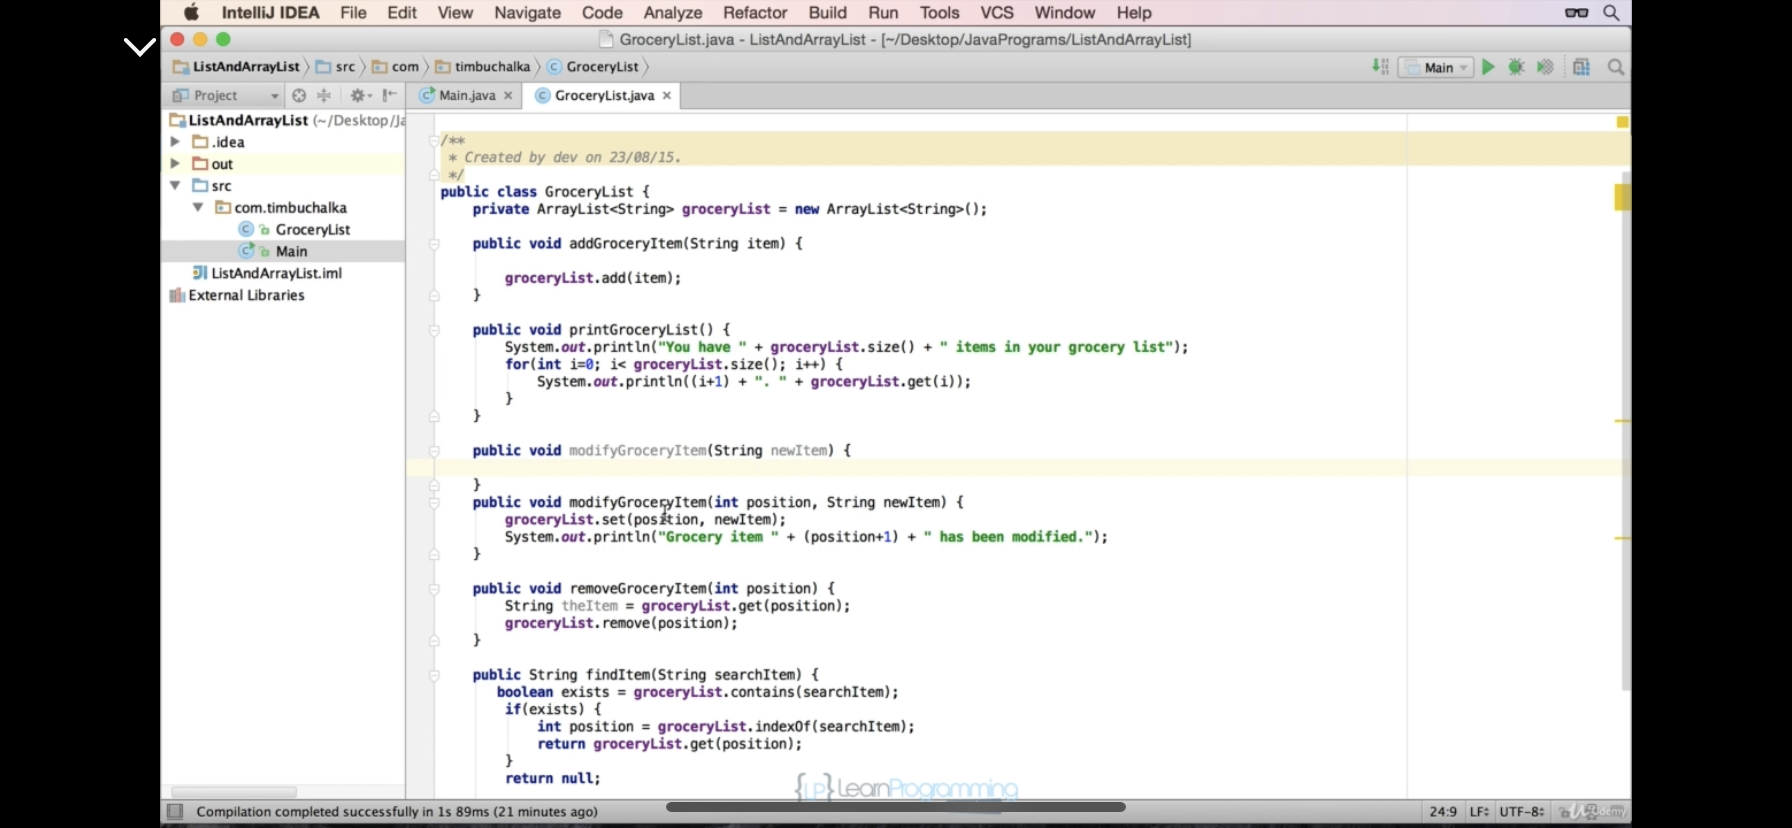 IntelliJ IDEA File Edit View Navigate Code Analyze Refactor Build Run Tools VCS Window Help
GroceryList.java - ListAndArrayList - [~/Desktop/JavaPrograms/ListAndArrayList]
ListAndArrayList src com timbuchalka GroceryList Main
Project Main.java GroceryList.java
ListAndArrayList (~/Desktop/Ja
.idea
out
src
com.timbuchalka
GroceryList
Main
ListAndArrayList.iml
External Libraries
/**
* Created by dev on 23/08/15.
*/
public class GroceryList {
private ArrayList<String> groceryList = new ArrayList<String>();
public void addGroceryItem(String item) {
groceryList.add(item);
}
public void printGroceryList() {
System.out.println("You have " + groceryList.size() + " items in your grocery list");
for(int i=0; i< groceryList.size(); i++) {
System.out.println((i+1) + ". " + groceryList.get(i));
}
}
public void modifyGroceryItem(String newItem) {
}
public void modifyGroceryItem(int position, String newItem) {
groceryList.set(position, newItem);
System.out.println("Grocery item " + (position+1) + " has been modified.");
}
public void removeGroceryItem(int position) {
String theItem = groceryList.get(position);
groceryList.remove(position);
}
public String findItem(String searchItem) {
boolean exists = groceryList.contains(searchItem);
if(exists) {
int position = groceryList.indexOf(searchItem);
return groceryList.get(position);
}
return null;
{LP} LearnProgramming
Compilation completed successfully in 1s 89ms (21 minutes ago) 24:9 LF UTF-8 Udemy